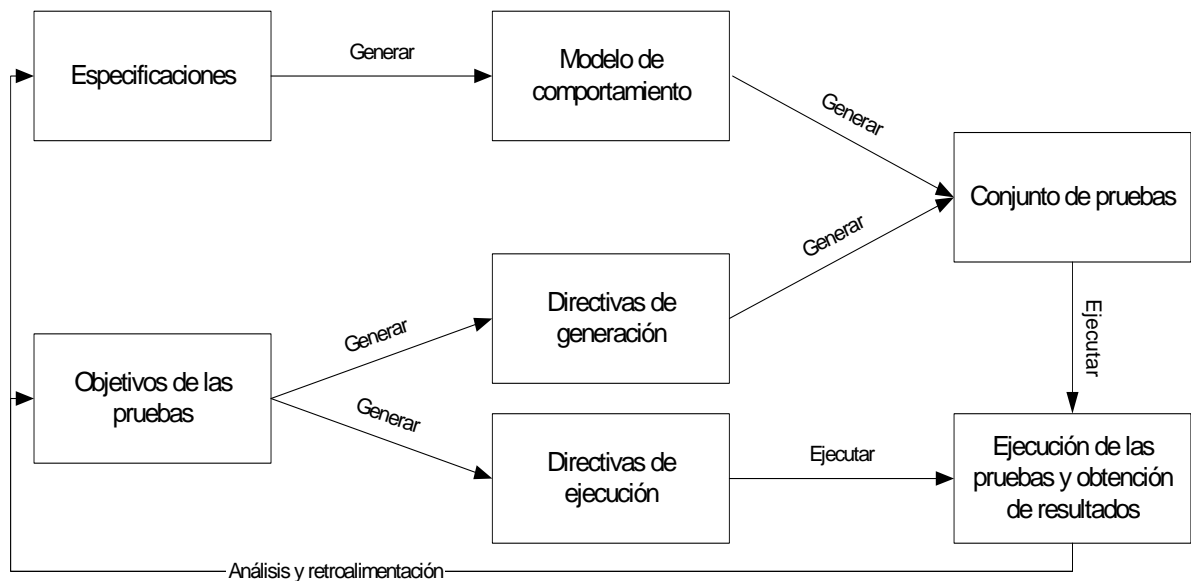 Especificaciones
Generar
Modelo de
comportamiento
Generar
Conjunto de pruebas
Generar
Directivas de
generación
Generar
Objetivos de las
pruebas
Generar
Directivas de
ejecución
Ejecutar
Ejecutar
Ejecución de las
pruebas y obtención
de resultados
Análisis y retroalimentación